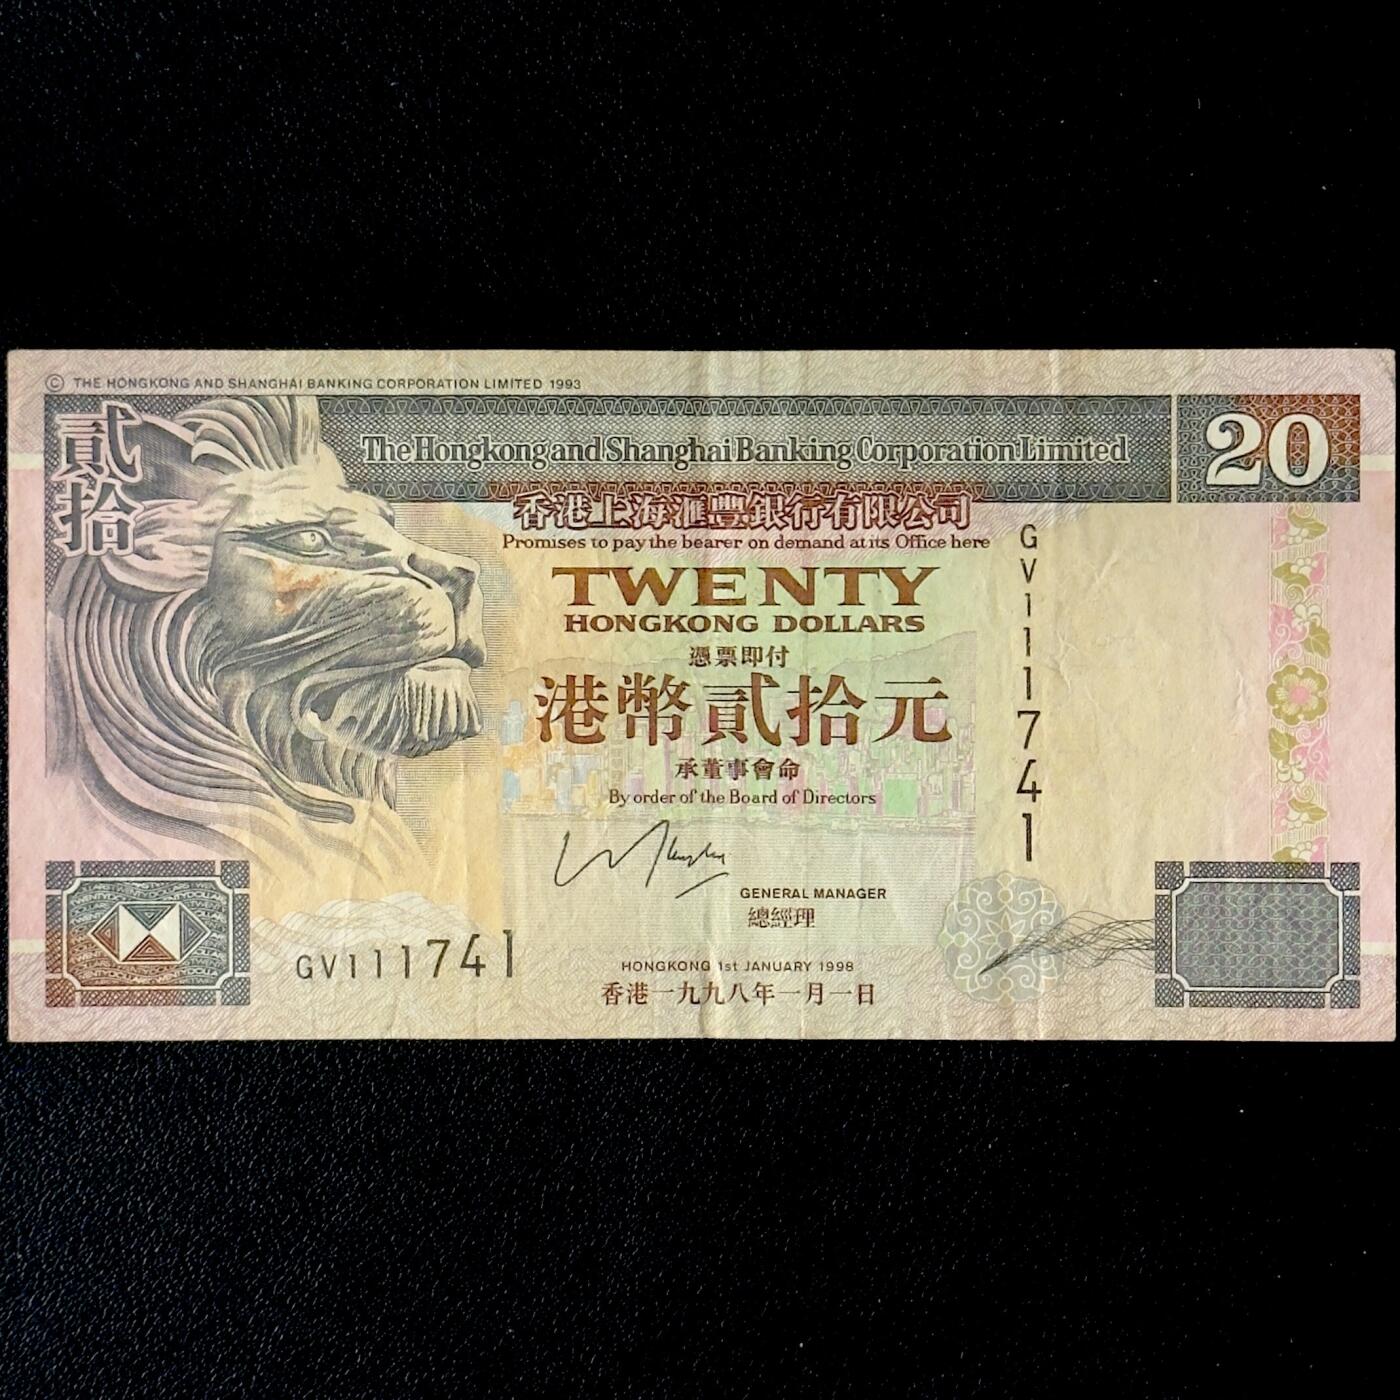 © THE HONGKONG AND SHANGHAI BANKING CORPORATION LIMITED 1993
貳拾
The Hongkong and Shanghai Banking Corporation Limited
20
香港上海滙豐銀行有限公司
Promises to pay the bearer on demand at its Office here
GV111741
TWENTY
HONGKONG DOLLARS
憑票即付
港幣貳拾元
承董事會命
By order of the Board of Directors
GENERAL MANAGER
總經理
GV111741
HONGKONG 1st JANUARY 1998
香港一九九八年一月一日